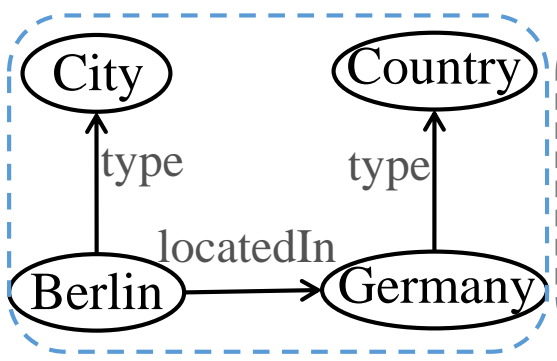 City
Country
type
type
locatedIn
Berlin
Germany